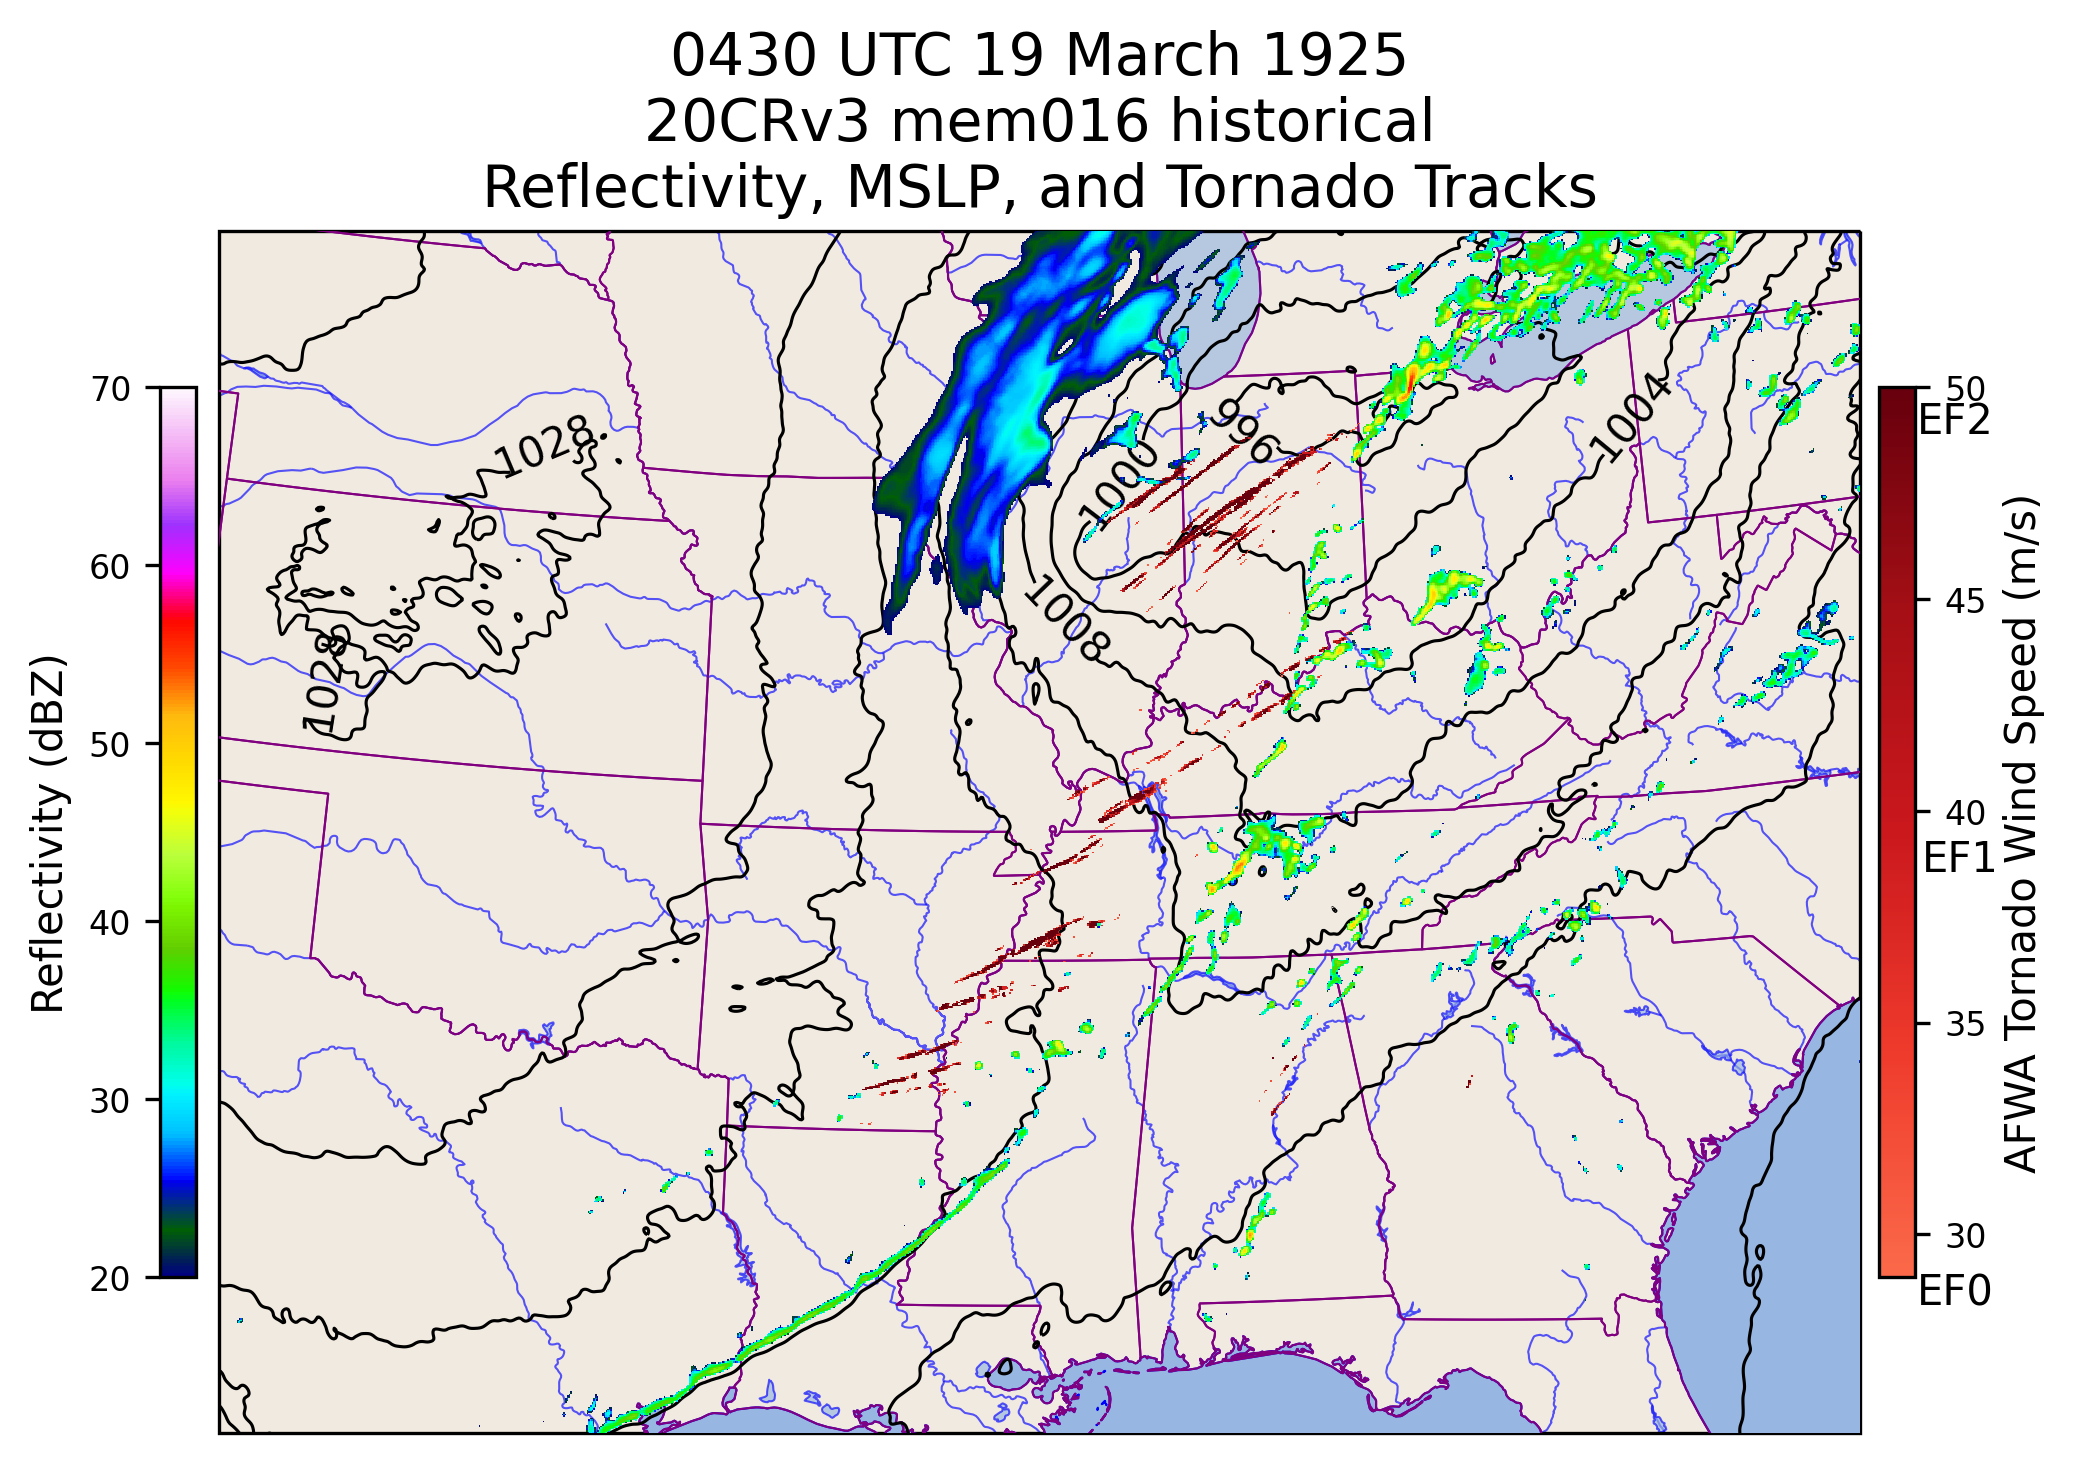 0430 UTC 19 March 1925
20CRv3 mem016 historical
Reflectivity, MSLP, and Tornado Tracks
Reflectivity (dBZ)
70
60
50
40
30
20
1028
1028
996
1000
1004
1008
50
EF2
45
40
EF1
35
30
EF0
AFWA Tornado Wind Speed (m/s)